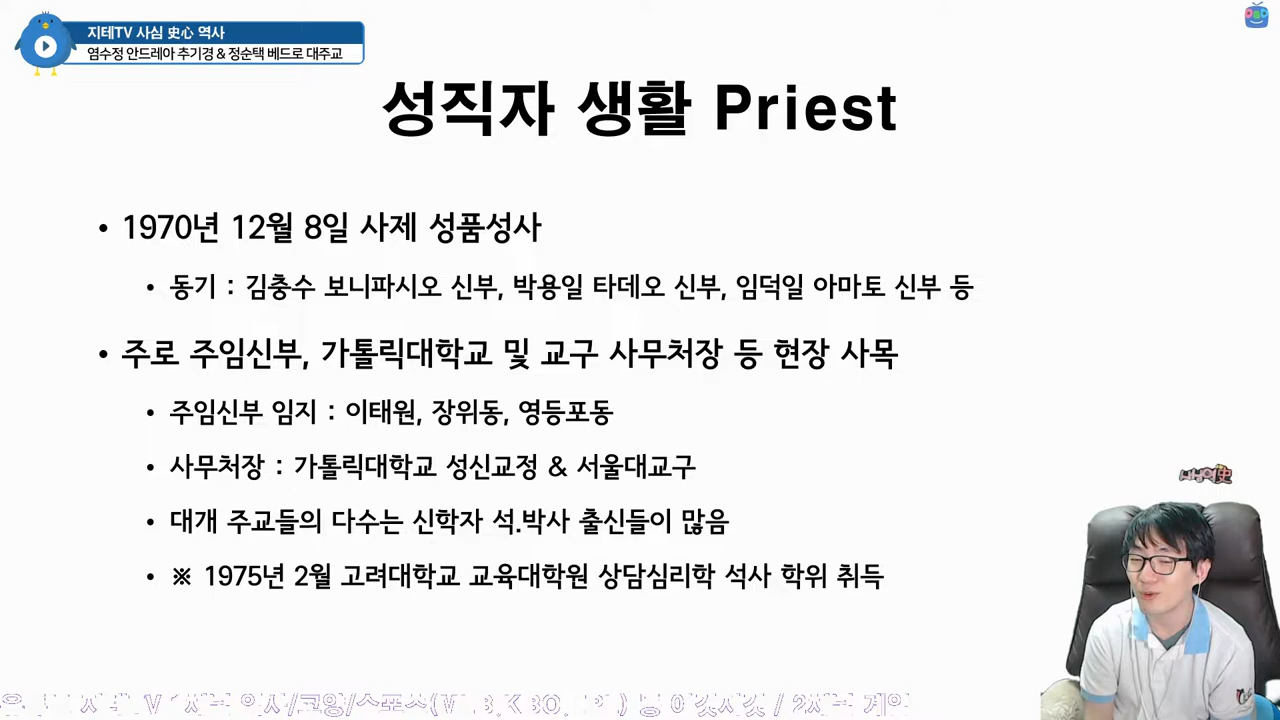 지테TV 사심 史心 역사
염수정 안드레아 추기경 & 정순택 베드로 대주교
성직자 생활 Priest
• 1970년 12월 8일 사제 성품성사
• 동기 : 김충수 보니파시오 신부, 박용일 타데오 신부, 임덕일 아마토 신부 등
• 주로 주임신부, 가톨릭대학교 및 교구 사무처장 등 현장 사목
• 주임신부 임지 : 이태원, 장위동, 영등포동
• 사무처장 : 가톨릭대학교 성신교정 & 서울대교구
• 대개 주교들의 다수는 신학자 석.박사 출신들이 많음
• ※ 1975년 2월 고려대학교 교육대학원 상담심리학 석사 학위 취득